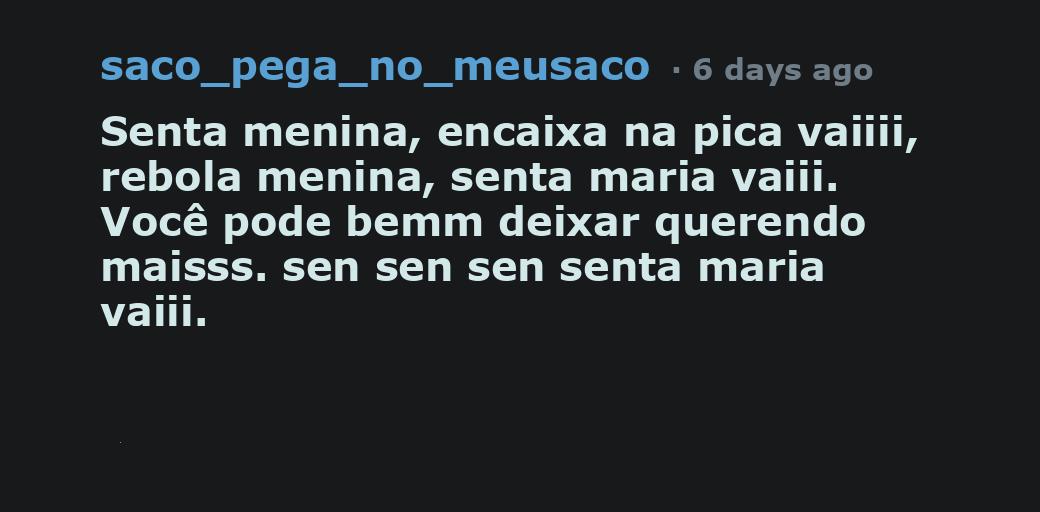 saco_pega_no_meusaco · 6 days ago
Senta menina, encaixa na pica vaiiii,
rebola menina, senta maria vaiii.
Você pode bemm deixar querendo
maisss. sen sen sen senta maria
vaiii.